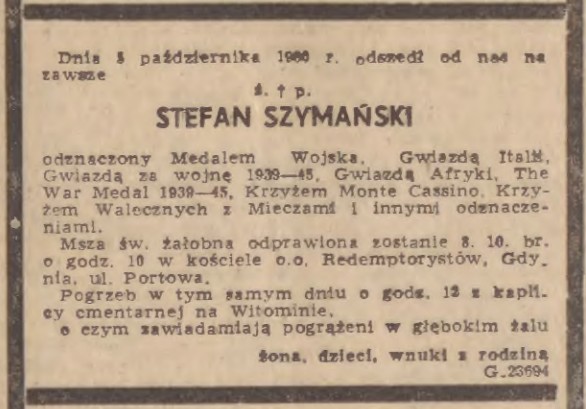 Dnia 5 października 1980 r. odszedł od nas na
zawsze
ś. † p.
STEFAN SZYMAŃSKI
odznaczony Medalem Wojska, Gwiazdą Italii,
Gwiazdą za wojnę 1939—45, Gwiazdą Afryki, The
War Medal 1939—45, Krzyżem Monte Cassino, Krzy-
żem Walecznych z Mieczami i innymi odznacze-
niami.
Msza św. żałobna odprawiona zostanie 8. 10. br.
o godz. 10 w kościele o.o. Redemptorystów, Gdy-
nia, ul. Portowa.
Pogrzeb w tym samym dniu o godz. 12 z kapli-
cy cmentarnej na Witominie,
o czym zawiadamiają pogrążeni w głębokim żalu
żona, dzieci, wnuki z rodziną
G-23694